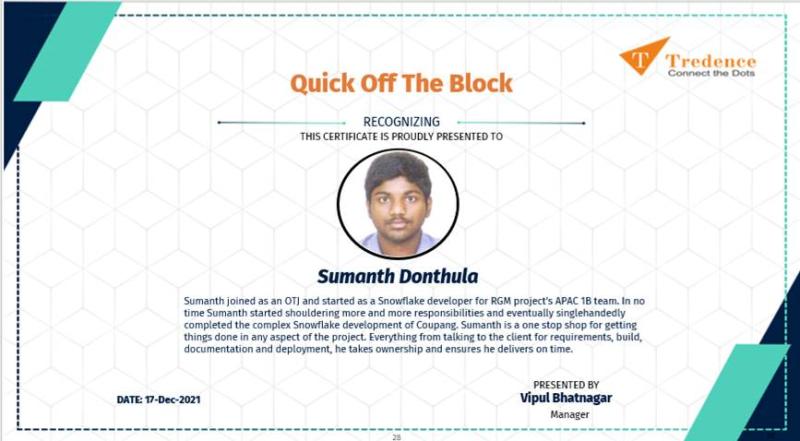 T Tredence
Connect the Dots
Quick Off The Block
RECOGNIZING
THIS CERTIFICATE IS PROUDLY PRESENTED TO
Sumanth Donthula
Sumanth joined as an OTJ and started as a Snowflake developer for RGM project's APAC 1B team. In no
time Sumanth started shouldering more and more responsibilities and eventually singlehandedly
completed the complex Snowflake development of Coupang. Sumanth is a one stop shop for getting
things done in any aspect of the project. Everything from talking to the client for requirements, build,
documentation and deployment, he takes ownership and ensures he delivers on time.
DATE: 17-Dec-2021
PRESENTED BY
Vipul Bhatnagar
Manager
28